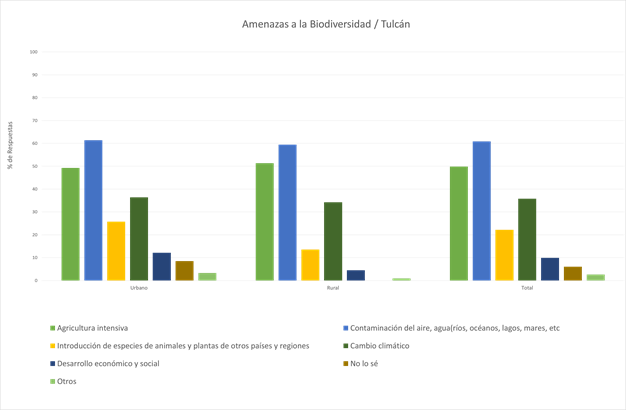 Amenazas a la Biodiversidad / Tulcán
% de Respuestas
100
90
80
70
60
50
40
30
20
10
0
Urbano Rural Total
Agricultura intensiva Contaminación del aire, agua(ríos, océanos, lagos, mares, etc
Introducción de especies de animales y plantas de otros países y regiones Cambio climático
Desarrollo económico y social No lo sé
Otros